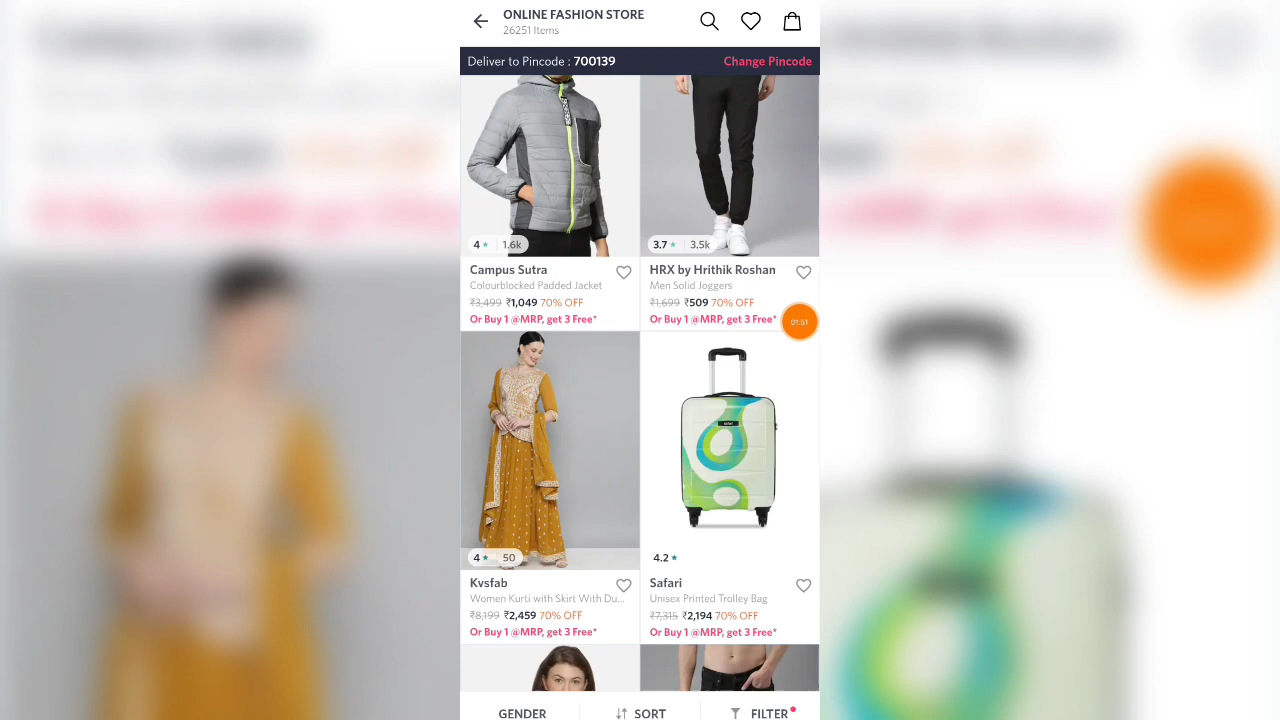 ONLINE FASHION STORE
26251 Items
Deliver to Pincode : 700139
Change Pincode
4 ★ | 1.6k
3.7 ★ | 3.5k
Campus Sutra
Colourblocked Padded Jacket
₹3,499 ₹1,049 70% OFF
Or Buy 1 @MRP, get 3 Free*
HRX by Hrithik Roshan
Men Solid Joggers
₹1,699 ₹509 70% OFF
Or Buy 1 @MRP, get 3 Free*
01:51
safari
4 ★ | 50
4.2 ★
Kvsfab
Women Kurti with Skirt With Du...
₹8,199 ₹2,459 70% OFF
Or Buy 1 @MRP, get 3 Free*
Safari
Unisex Printed Trolley Bag
₹7,315 ₹2,194 70% OFF
Or Buy 1 @MRP, get 3 Free*
GENDER
SORT
FILTER